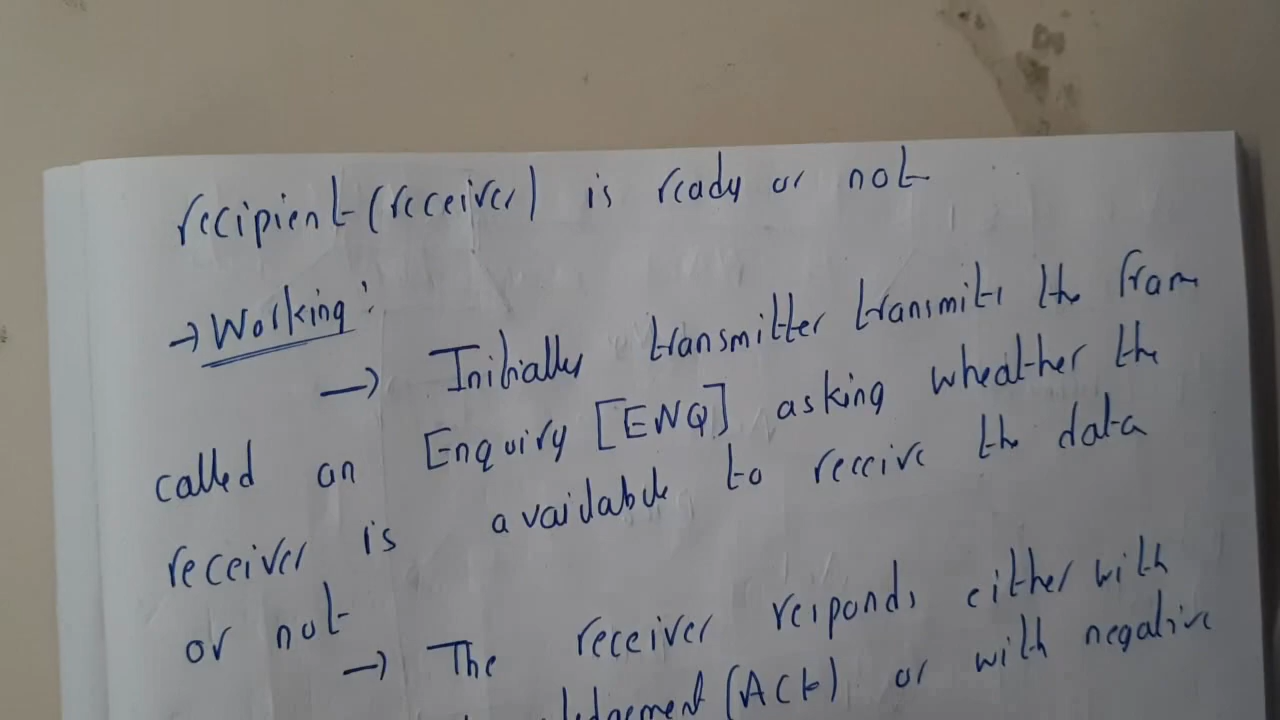 recipient (receiver) is ready or not
→ Working:
→ Initially transmitter transmits the fram
called an Enquiry [ENQ] asking wheather the
receiver is available to receive the data
or not
→ The receiver responds either with
(ACK) or with negative